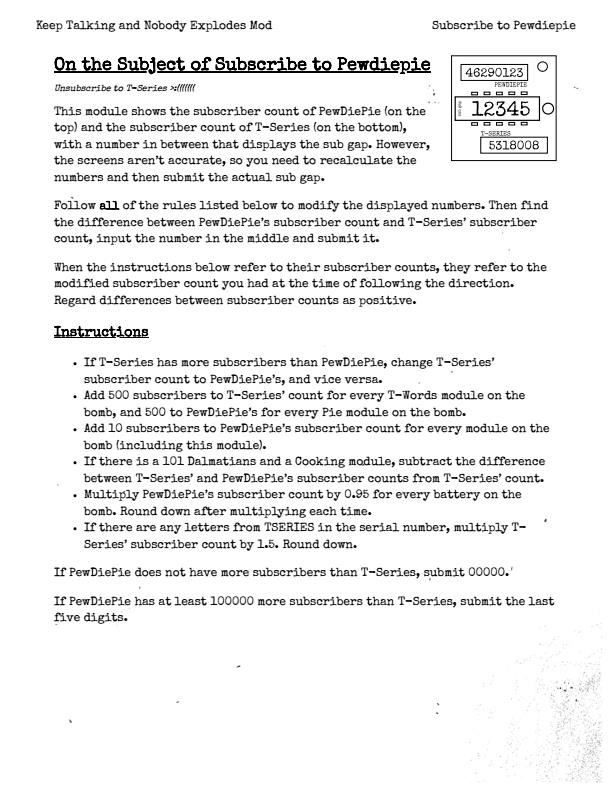 Keep Talking and Nobody Explodes Mod
Subscribe to Pewdiepie
On the Subject of Subscribe to Pewdiepie
Unsubscribe to T-Series >:(((((((
46290123
PEWDIEPIE
12345
T-SERIES
5318008
This module shows the subscriber count of PewDiePie (on the
top) and the subscriber count of T-Series (on the bottom),
with a number in between that displays the sub gap. However,
the screens aren't accurate, so you need to recalculate the
numbers and then submit the actual sub gap.
Follow all of the rules listed below to modify the displayed numbers. Then find
the difference between PewDiePie's subscriber count and T-Series' subscriber
count, input the number in the middle and submit it.
When the instructions below refer to their subscriber counts, they refer to the
modified subscriber count you had at the time of following the direction.
Regard differences between subscriber counts as positive.
Instructions
• If T-Series has more subscribers than PewDiePie, change T-Series'
subscriber count to PewDiePie's, and vice versa.
• Add 500 subscribers to T-Series' count for every T-Words module on the
bomb, and 500 to PewDiePie's for every Pie module on the bomb.
• Add 10 subscribers to PewDiePie's subscriber count for every module on the
bomb (including this module).
• If there is a 101 Dalmatians and a Cooking module, subtract the difference
between T-Series' and PewDiePie's subscriber counts from T-Series' count.
• Multiply PewDiePie's subscriber count by 0.95 for every battery on the
bomb. Round down after multiplying each time.
• If there are any letters from TSERIES in the serial number, multiply T-
Series' subscriber count by 1.5. Round down.
If PewDiePie does not have more subscribers than T-Series, submit 00000.
If PewDiePie has at least 100000 more subscribers than T-Series, submit the last
five digits.